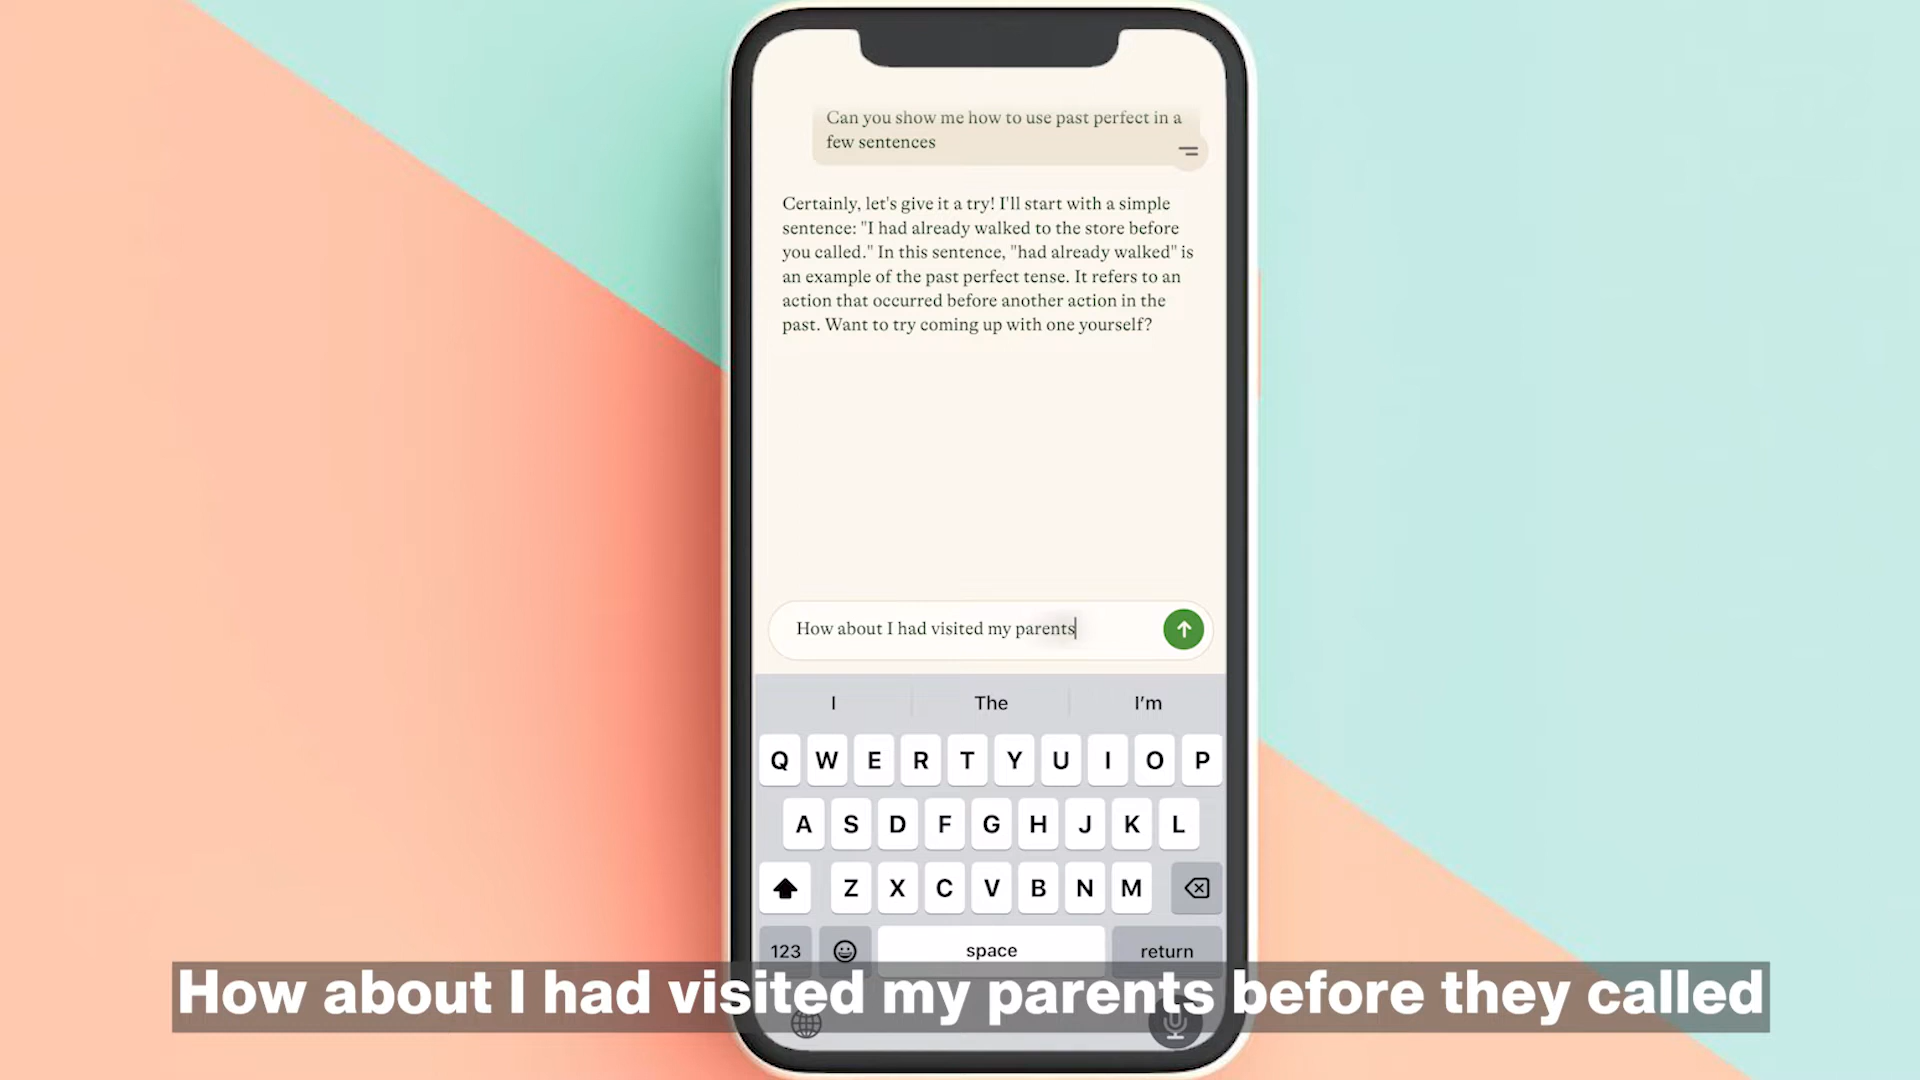 Can you show me how to use past perfect in a
few sentences
Certainly, let's give it a try! I'll start with a simple
sentence: "I had already walked to the store before
you called." In this sentence, "had already walked" is
an example of the past perfect tense. It refers to an
action that occurred before another action in the
past. Want to try coming up with one yourself?
How about I had visited my parents
I The I'm
Q W E R T Y U I O P
A S D F G H J K L
Z X C V B N M
123 space return
How about I had visited my parents before they called